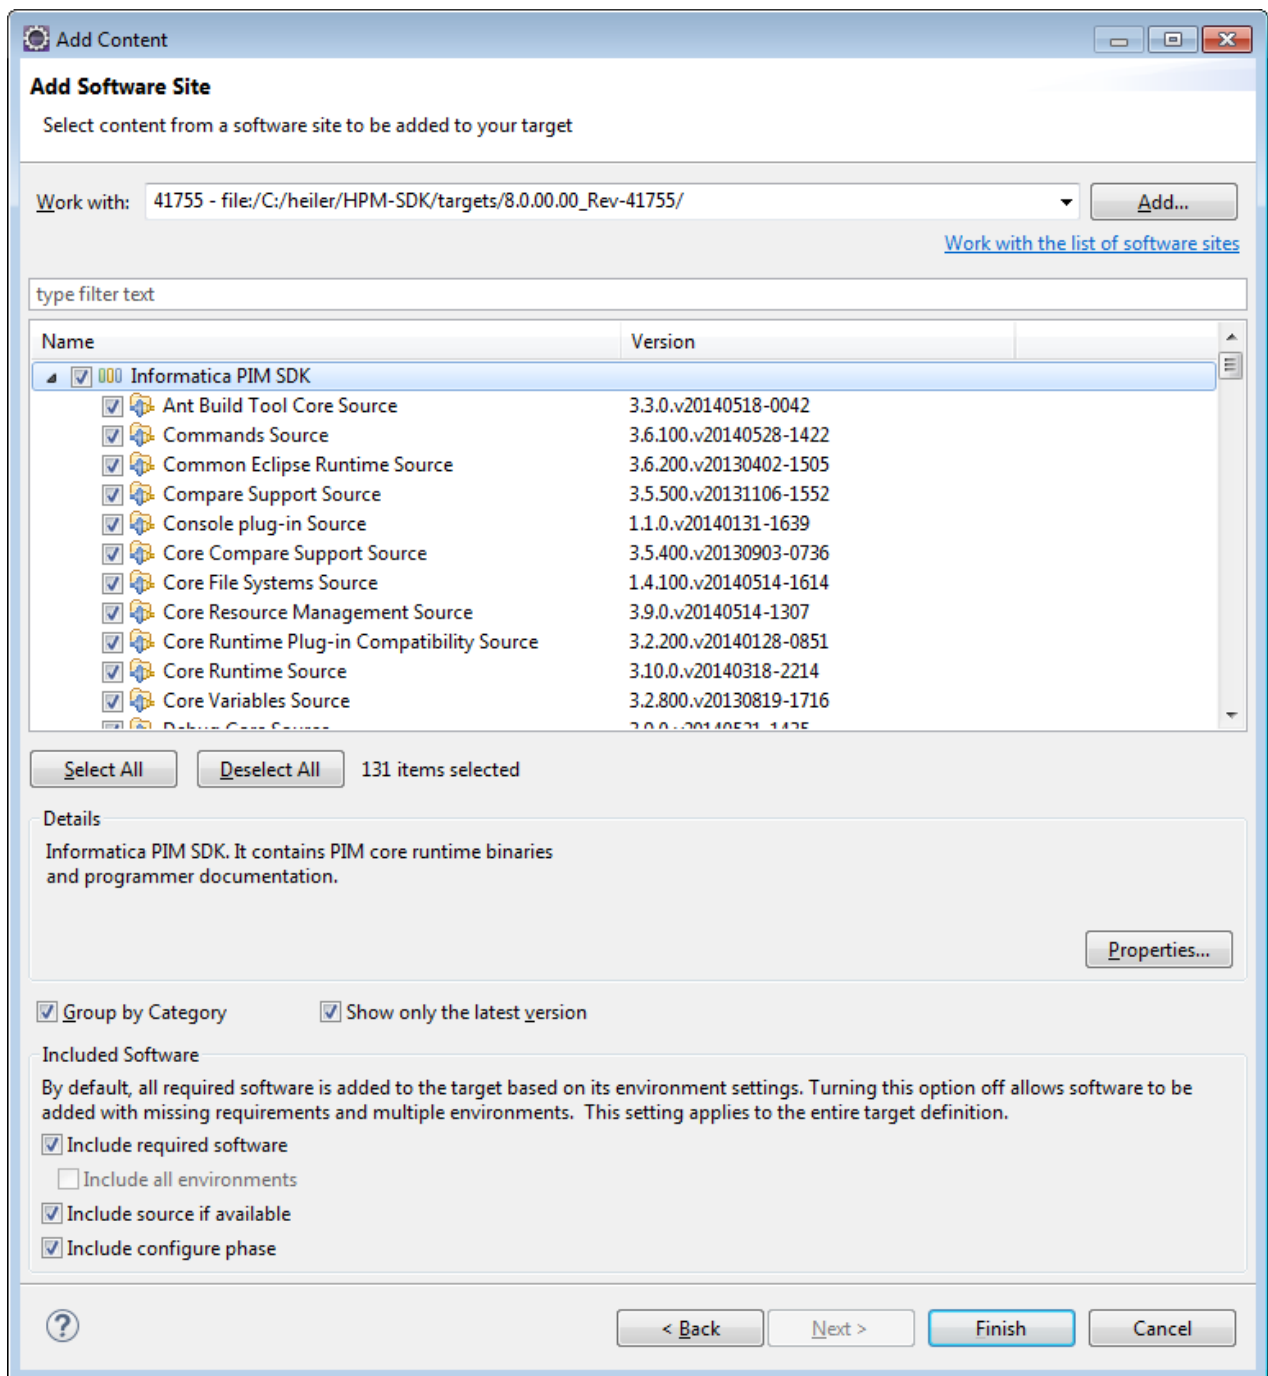 Add Content
Add Software Site
Select content from a software site to be added to your target
Work with: 41755 - file:/C:/heiler/HPM-SDK/targets/8.0.00.00_Rev-41755/ Add...
Work with the list of software sites
type filter text
Name Version
Informatica PIM SDK
Ant Build Tool Core Source 3.3.0.v20140518-0042
Commands Source 3.6.100.v20140528-1422
Common Eclipse Runtime Source 3.6.200.v20130402-1505
Compare Support Source 3.5.500.v20131106-1552
Console plug-in Source 1.1.0.v20140131-1639
Core Compare Support Source 3.5.400.v20130903-0736
Core File Systems Source 1.4.100.v20140514-1614
Core Resource Management Source 3.9.0.v20140514-1307
Core Runtime Plug-in Compatibility Source 3.2.200.v20140128-0851
Core Runtime Source 3.10.0.v20140318-2214
Core Variables Source 3.2.800.v20130819-1716
Debug Core Source 3.9.0.v20140521-1435
Select All Deselect All 131 items selected
Details
Informatica PIM SDK. It contains PIM core runtime binaries
and programmer documentation.
Properties...
Group by Category Show only the latest version
Included Software
By default, all required software is added to the target based on its environment settings. Turning this option off allows software to be
added with missing requirements and multiple environments. This setting applies to the entire target definition.
Include required software
Include all environments
Include source if available
Include configure phase
? < Back Next > Finish Cancel